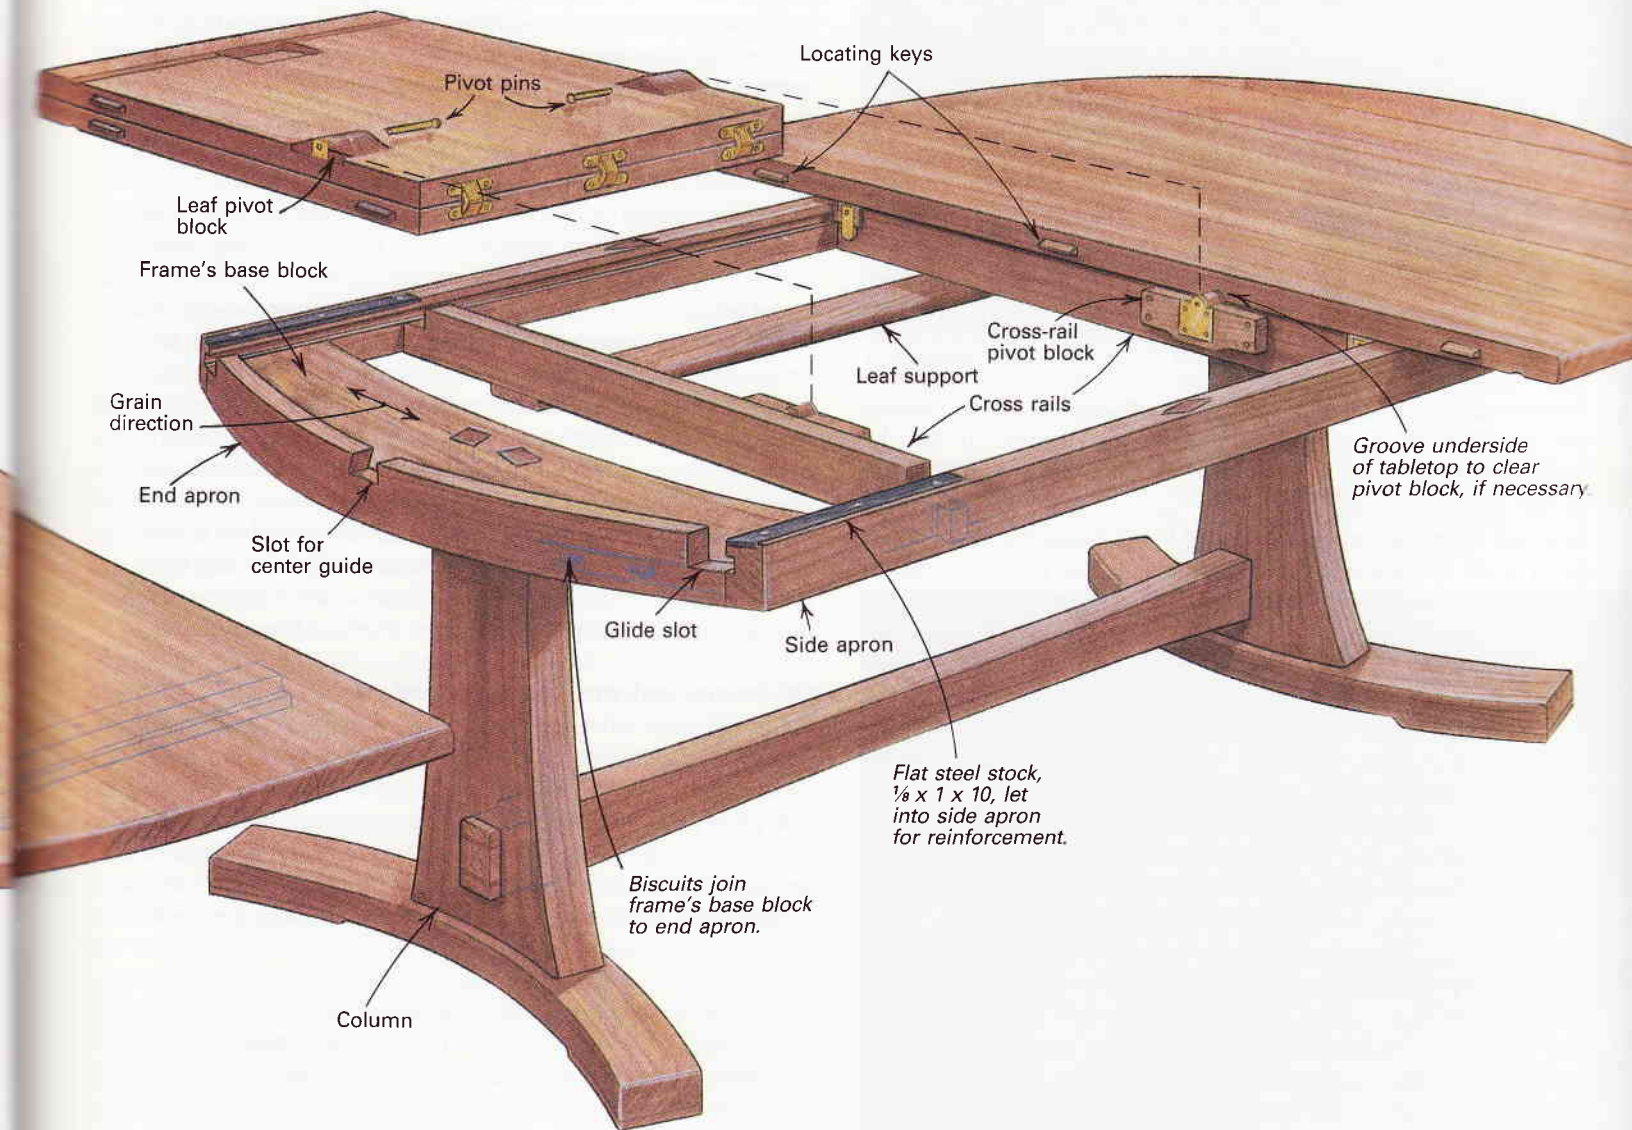 Locating keys
Pivot pins
Leaf pivot
block
Frame's base block
Cross-rail
pivot block
Leaf support
Cross rails
Grain
direction
Groove underside
of tabletop to clear
pivot block, if necessary.
End apron
Slot for
center guide
Glide slot
Side apron
Flat steel stock,
⅛ x 1 x 10, let
into side apron
for reinforcement.
Biscuits join
frame's base block
to end apron.
Column